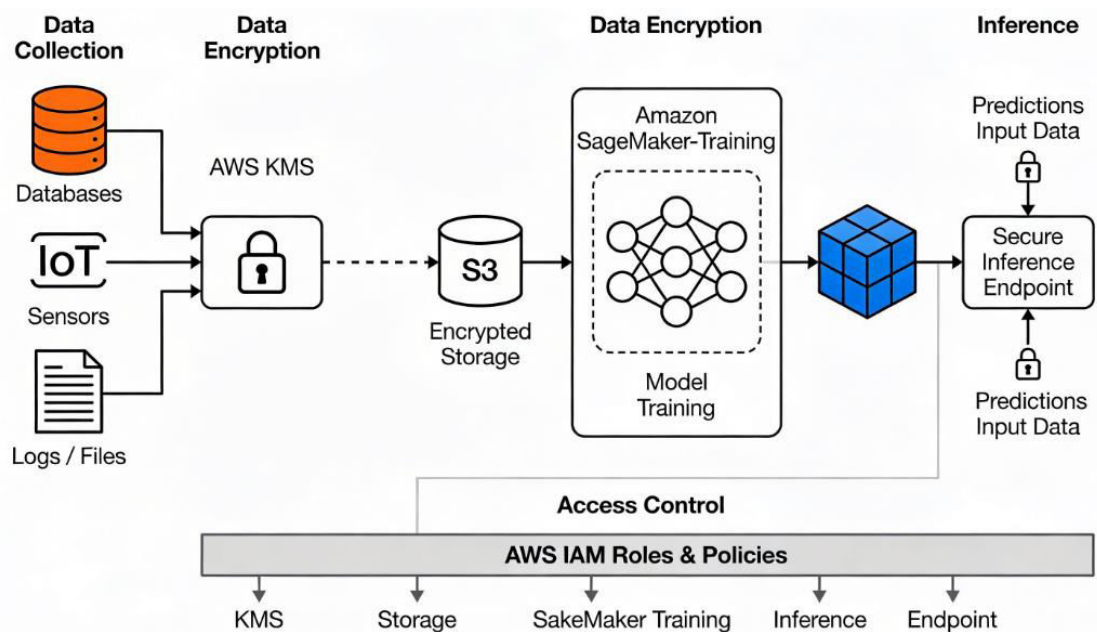 Data
Collection
Data
Encryption
Data Encryption
Inference
Databases
IoT
Sensors
Logs / Files
AWS KMS
S3
Encrypted
Storage
Amazon
SageMaker-Training
Model
Training
Predictions
Input Data
Secure
Inference
Endpoint
Predictions
Input Data
Access Control
AWS IAM Roles & Policies
KMS
Storage
SakeMaker Training
Inference
Endpoint